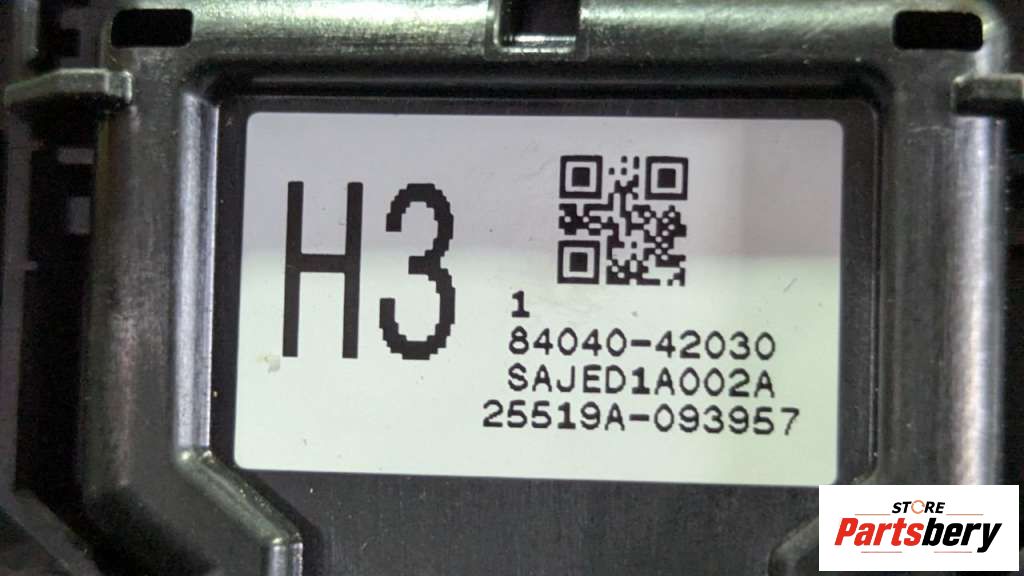 H3
1
84040-42030
SAJED1A002A
25519A-093957
STORE
Partsbery